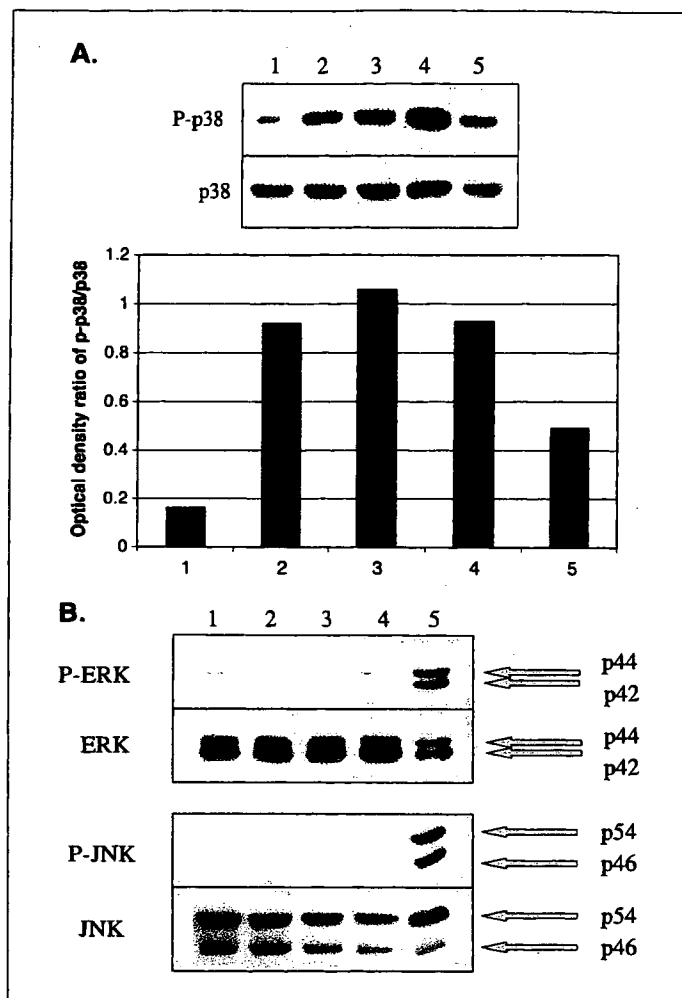 A.
1 2 3 4 5
P-p38
p38
Optical density ratio of p-p38/p38
1.2
1
0.8
0.6
0.4
0.2
0
1 2 3 4 5
B.
1 2 3 4 5
P-ERK
p44
p42
ERK
p44
p42
P-JNK
p54
p46
JNK
p54
p46